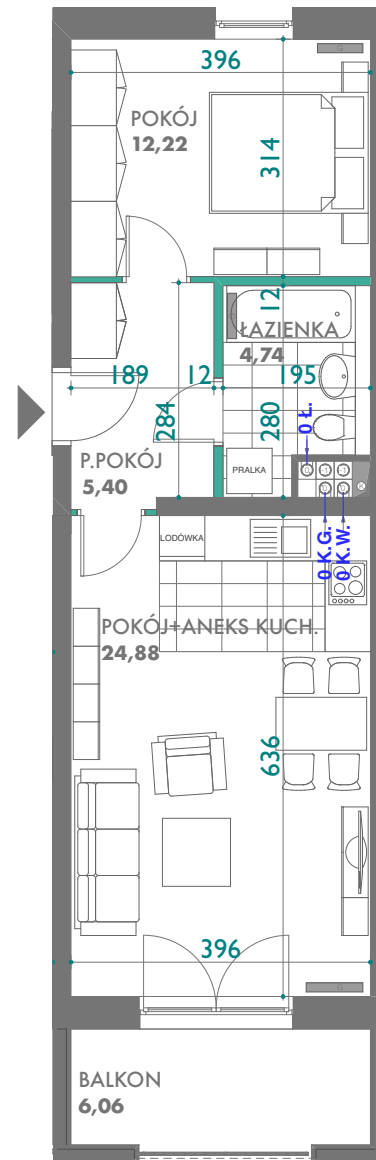 396
POKÓJ
12,22
314
12
ŁAZIENKA
4,74
189
12
195
284
280
0 Ł.
P.POKÓJ
5,40
PRALKA
LODÓWKA
0 K.G.
0 K.W.
POKÓJ+ANEKS KUCH.
24,88
636
396
G
BALKON
6,06